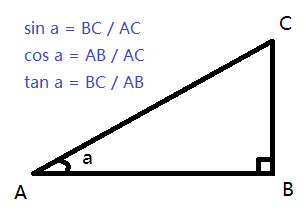 sin a = BC / AC
cos a = AB / AC
tan a = BC / AB
C
a
A
B